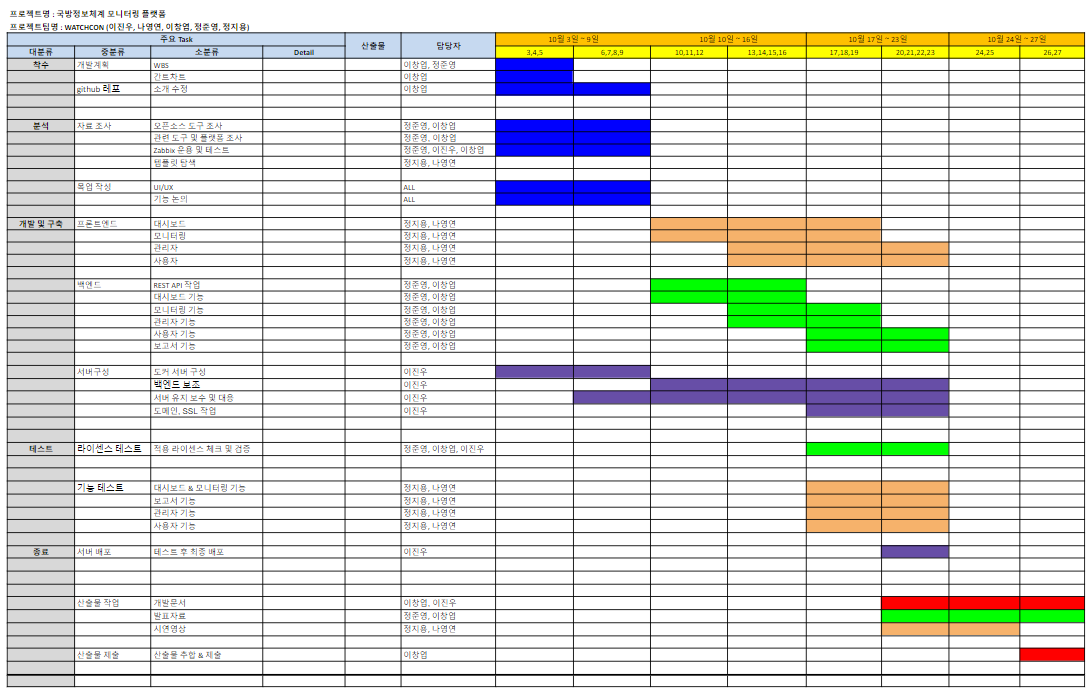 프로젝트명 : 국방정보체계 모니터링 플랫폼
프로젝트팀명 : WATCHCON (이진우, 나영연, 이창엽, 정준영, 정지용)
주요 Task 산출물 담당자 10월 3일 ~ 9일 10월 10일 ~ 16일 10월 17일 ~ 23일 10월 24일 ~ 27일
대분류 중분류 소분류 Detail 3,4,5 6,7,8,9 10,11,12 13,14,15,16 17,18,19 20,21,22,23 24,25 26,27
착수 개발계획 WBS 이창엽, 정준영
간트차트 이창엽
github 레포 소개 수정 이창엽
분석 자료 조사 오픈소스 도구 조사 정준영, 이창엽
관련 도구 및 플랫폼 조사 정준영, 이창엽
Zabbix 운용 및 테스트 정준영, 이진우, 이창엽
템플릿 탐색 정지용, 나영연
목업 작성 UI/UX ALL
기능 논의 ALL
개발 및 구축 프론트엔드 대시보드 정지용, 나영연
모니터링 정지용, 나영연
관리자 정지용, 나영연
사용자 정지용, 나영연
백엔드 REST API 작업 정준영, 이창엽
대시보드 기능 정준영, 이창엽
모니터링 기능 정준영, 이창엽
관리자 기능 정준영, 이창엽
사용자 기능 정준영, 이창엽
보고서 기능 정준영, 이창엽
서버구성 도커 서버 구성 이진우
백엔드 보조 이진우
서버 유지 보수 및 대응 이진우
도메인, SSL 작업 이진우
테스트 라이센스 테스트 적용 라이센스 체크 및 검증 정준영, 이창엽, 이진우
기능 테스트 대시보드 & 모니터링 기능 정지용, 나영연
보고서 기능 정지용, 나영연
관리자 기능 정지용, 나영연
사용자 기능 정지용, 나영연
종료 서버 배포 테스트 후 최종 배포 이진우
산출물 작업 개발문서 이창엽, 이진우
발표자료 정준영, 이창엽
시연영상 정지용, 나영연
산출물 제출 산출물 추합 & 제출 이창엽